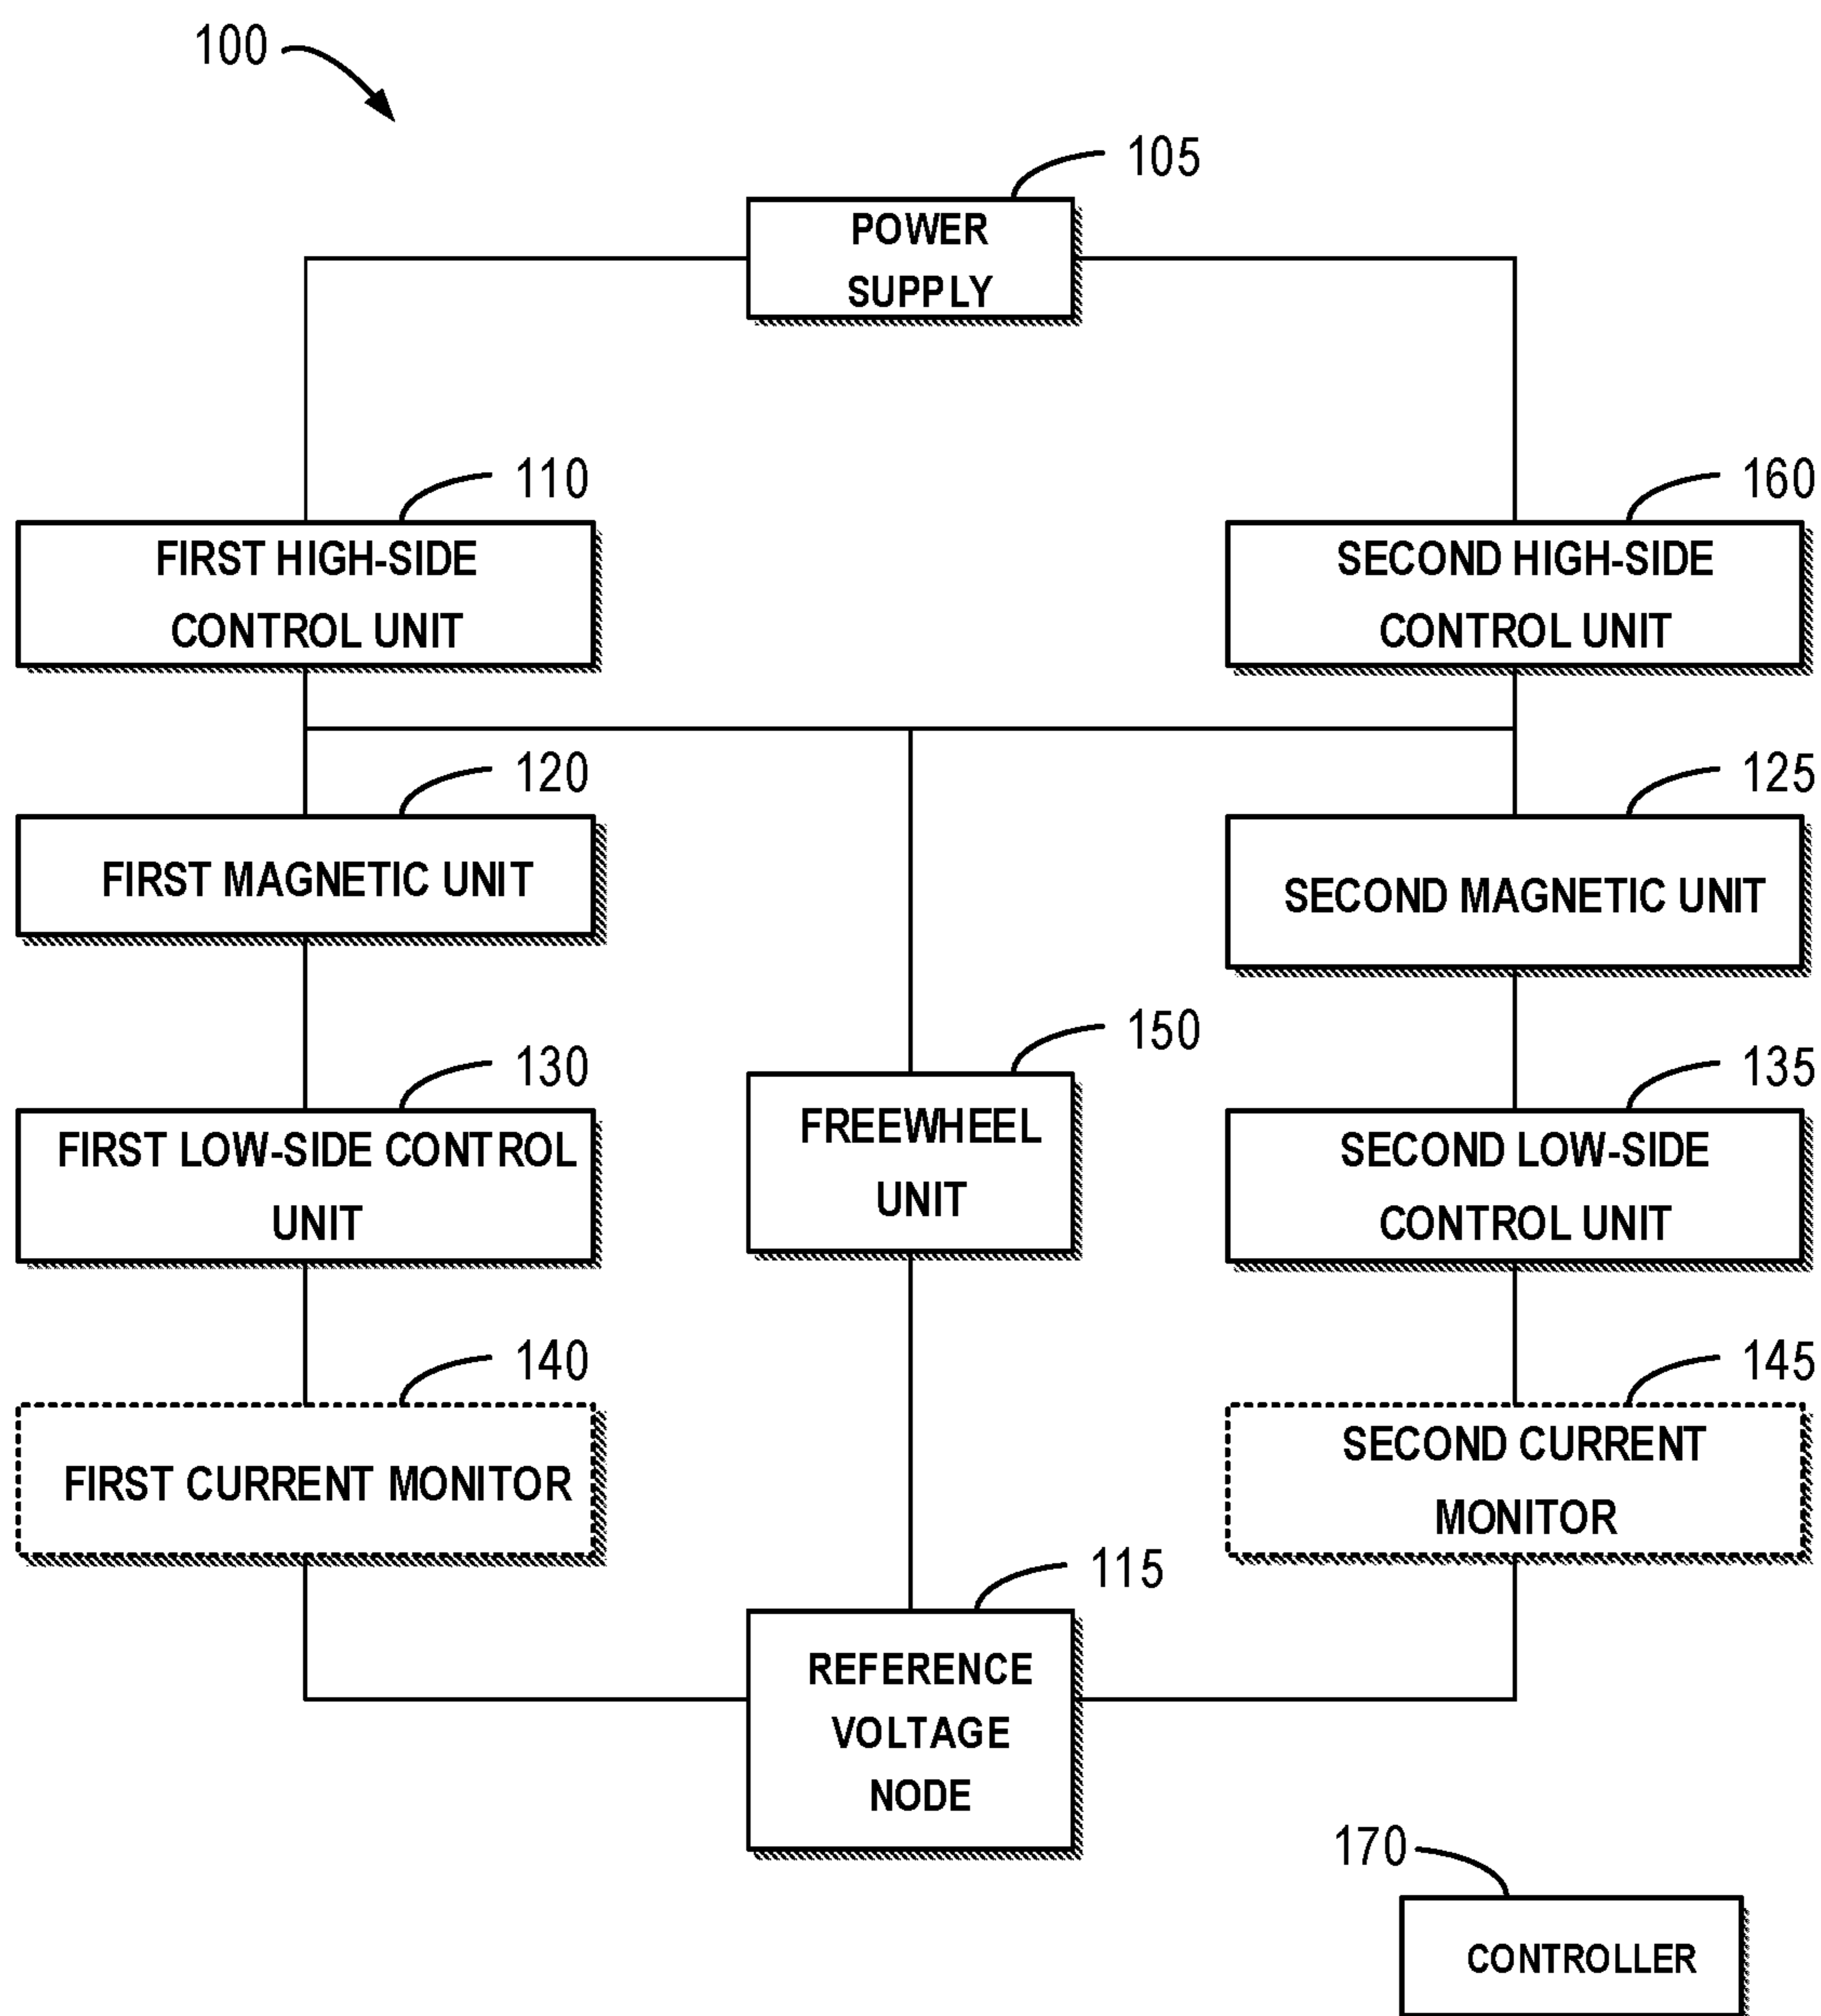 100
105
POWER
SUPPLY
110
FIRST HIGH-SIDE
CONTROL UNIT
160
SECOND HIGH-SIDE
CONTROL UNIT
120
FIRST MAGNETIC UNIT
125
SECOND MAGNETIC UNIT
130
FIRST LOW-SIDE CONTROL
UNIT
150
FREEWHEEL
UNIT
135
SECOND LOW-SIDE
CONTROL UNIT
140
FIRST CURRENT MONITOR
145
SECOND CURRENT
MONITOR
115
REFERENCE
VOLTAGE
NODE
170
CONTROLLER